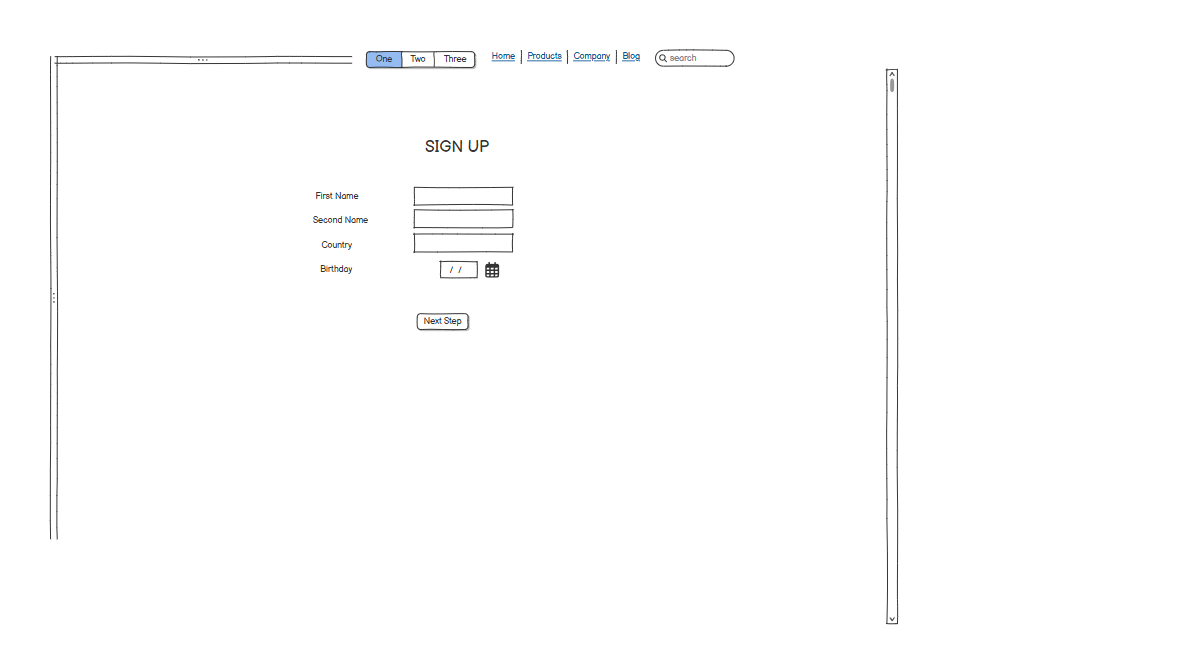 One Two Three Home Products Company Blog search
SIGN UP
First Name
Second Name
Country
Birthday / /
Next Step